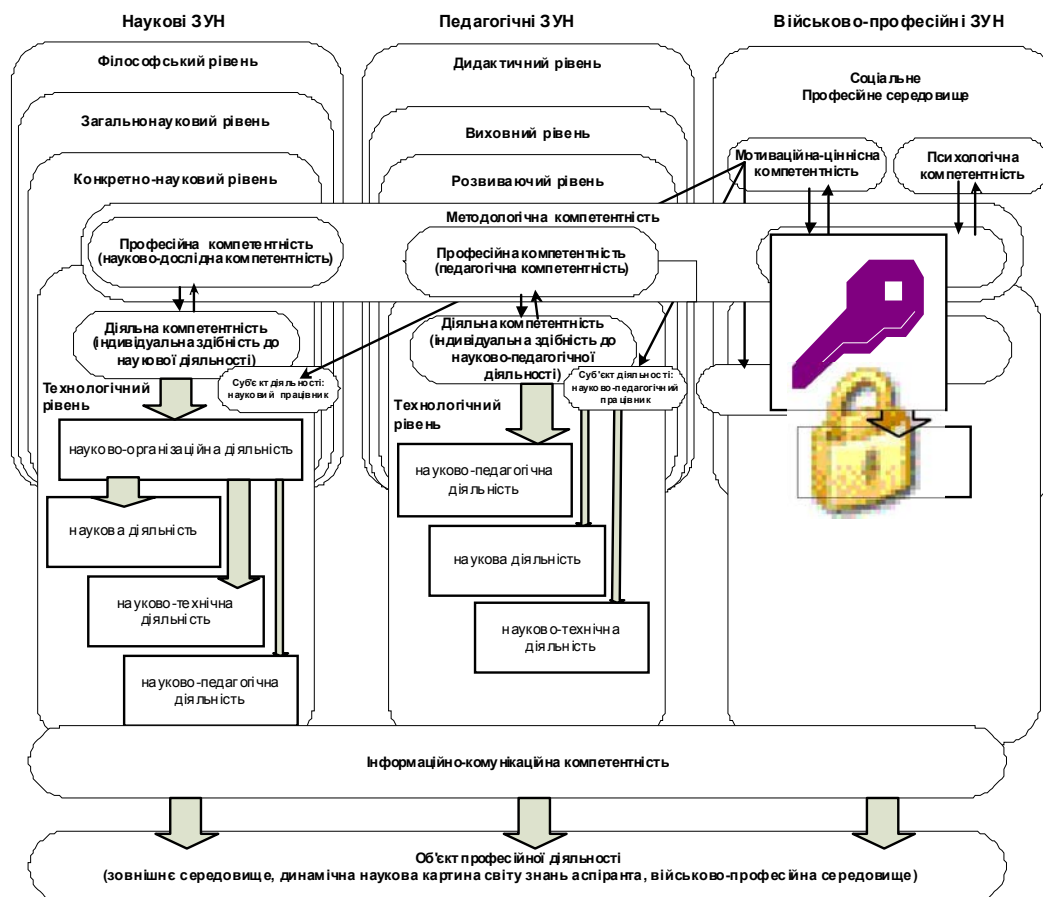 Наукові ЗУН
Педагогічні ЗУН
Військово-професійні ЗУН
Філософський рівень
Загальнонауковий рівень
Конкретно-науковий рівень
Дидактичний рівень
Виховний рівень
Розвиваючий рівень
Соціальне
Професійне середовище
Мотиваційна-ціннісна
компетентність
Психологічна
компетентність
Методологічна компетентність
Професійна компетентність
(науково-дослідна компетентність)
Професійна компетентність
(педагогічна компетентність)
Діяльна компетентність
(індивідуальна здібність до
наукової діяльності)
Діяльна компетентність
(індивідуальна здібність до
науково-педагогічної
діяльності)
Суб'єкт діяльності:
науковий працівник
Суб'єкт діяльності:
науково-педагогічний
працівник
Технологічний
рівень
Технологічний
рівень
науково-організаційна діяльність
наукова діяльність
науково-технічна
діяльність
науково-педагогічна
діяльність
науково-педагогічна
діяльність
наукова діяльність
науково-технічна
діяльність
Інформаційно-комунікаційна компетентність
Об'єкт професійної діяльності
(зовнішнє середовище, динамічна наукова картина світу знань аспіранта, військово-професійна середовище)